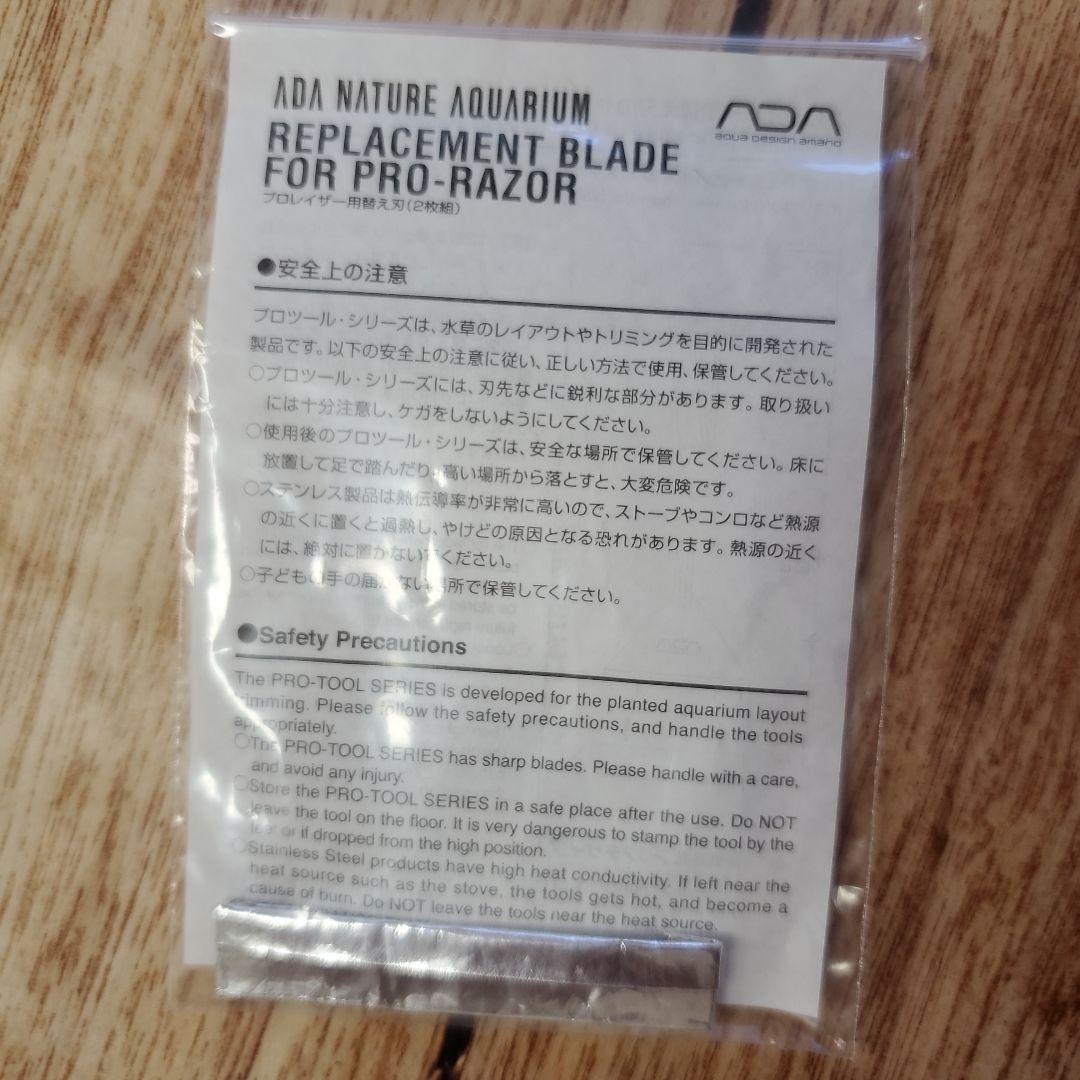 ADA NATURE AQUARIUM
REPLACEMENT BLADE
FOR PRO-RAZOR
プロレイザー用替え刃(2枚組)
ADA
aqua design amano
●安全上の注意
プロツール・シリーズは、水草のレイアウトやトリミングを目的に開発された
製品です。以下の安全上の注意に従い、正しい方法で使用、保管してください。
○プロツール・シリーズには、刃先などに鋭利な部分があります。取り扱い
には十分注意し、ケガをしないようにしてください。
○使用後のプロツール・シリーズは、安全な場所で保管してください。床に
放置して足で踏んだり、高い場所から落とすと、大変危険です。
○ステンレス製品は熱伝導率が非常に高いので、ストーブやコンロなど熱源
の近くに置くと過熱し、やけどの原因となる恐れがあります。熱源の近く
には、絶対に置かないでください。
○子どもの手の届かない場所で保管してください。
●Safety Precautions
The PRO-TOOL SERIES is developed for the planted aquarium layout
trimming. Please follow the safety precautions, and handle the tools
appropriately.
○The PRO-TOOL SERIES has sharp blades. Please handle with a care,
and avoid any injury.
○Store the PRO-TOOL SERIES in a safe place after the use. Do NOT
leave the tool on the floor. It is very dangerous to stamp the tool by the
feet or if dropped from the high position.
○Stainless Steel products have high heat conductivity. If left near the
heat source such as the stove, the tools gets hot, and become a
cause of burn. Do NOT leave the tools near the heat source.